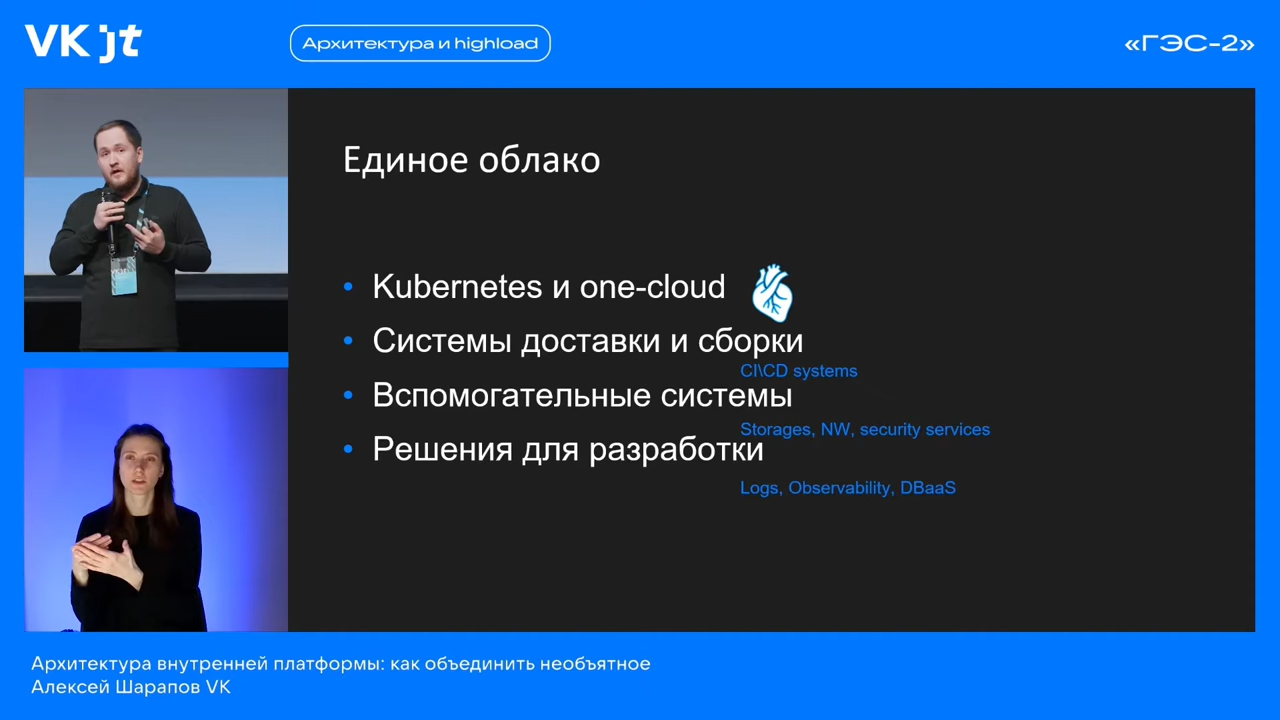 VK jt
Архитектура и highload
«ГЭС-2»
Единое облако
• Kubernetes и one-cloud
• Системы доставки и сборки
CI\CD systems
• Вспомогательные системы
Storages, NW, security services
• Решения для разработки
Logs, Observability, DBaaS
Архитектура внутренней платформы: как объединить необъятное
Алексей Шарапов VK